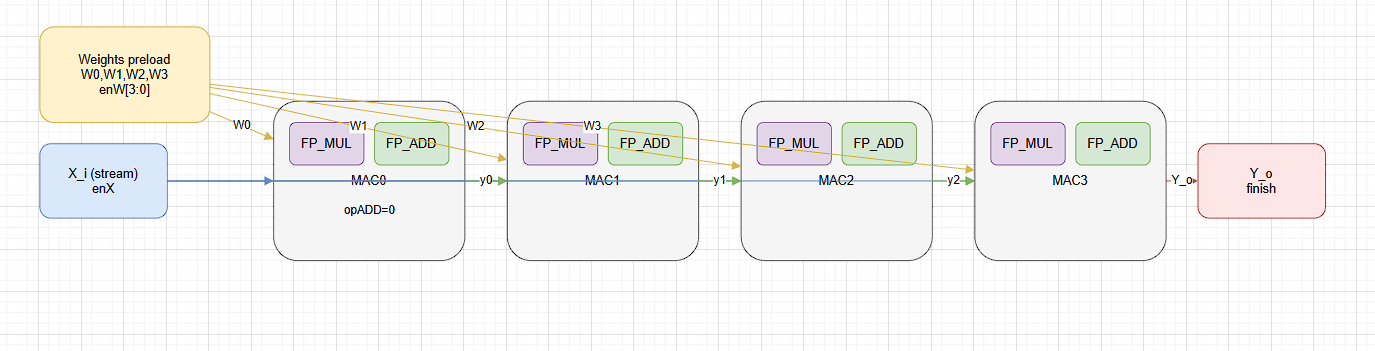 Weights preload
W0,W1,W2,W3
enW[3:0]
X_i (stream)
enX
W0
W1
W2
W3
FP_MUL
FP_ADD
MAC0
opADD=0
y0
FP_MUL
FP_ADD
MAC1
y1
FP_MUL
FP_ADD
MAC2
y2
FP_MUL
FP_ADD
MAC3
Y_o
Y_o
finish